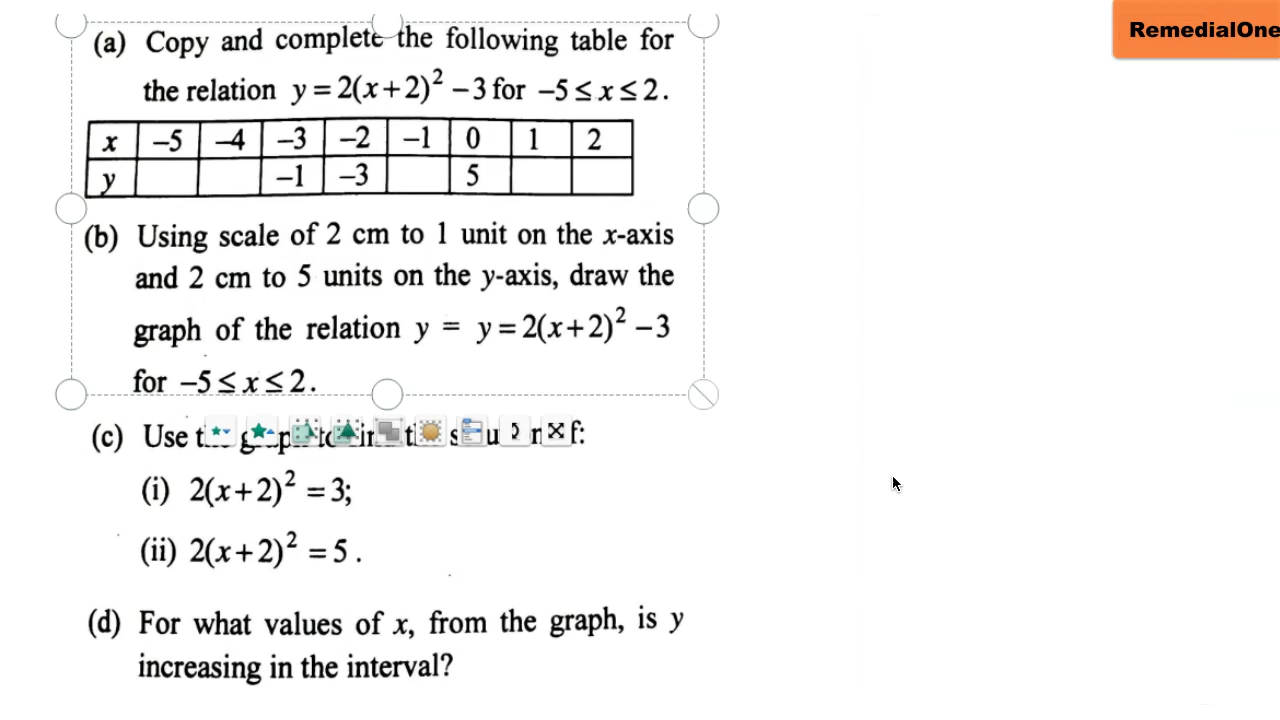 RemedialOne
(a) Copy and complete the following table for
the relation y = 2(x+2)² − 3 for −5 ≤ x ≤ 2.
x −5 −4 −3 −2 −1 0 1 2
y −1 −3 5
(b) Using scale of 2 cm to 1 unit on the x-axis
and 2 cm to 5 units on the y-axis, draw the
graph of the relation y = y = 2(x+2)² − 3
for −5 ≤ x ≤ 2.
(c) Use
(i) 2(x+2)² = 3;
(ii) 2(x+2)² = 5.
(d) For what values of x, from the graph, is y
increasing in the interval?